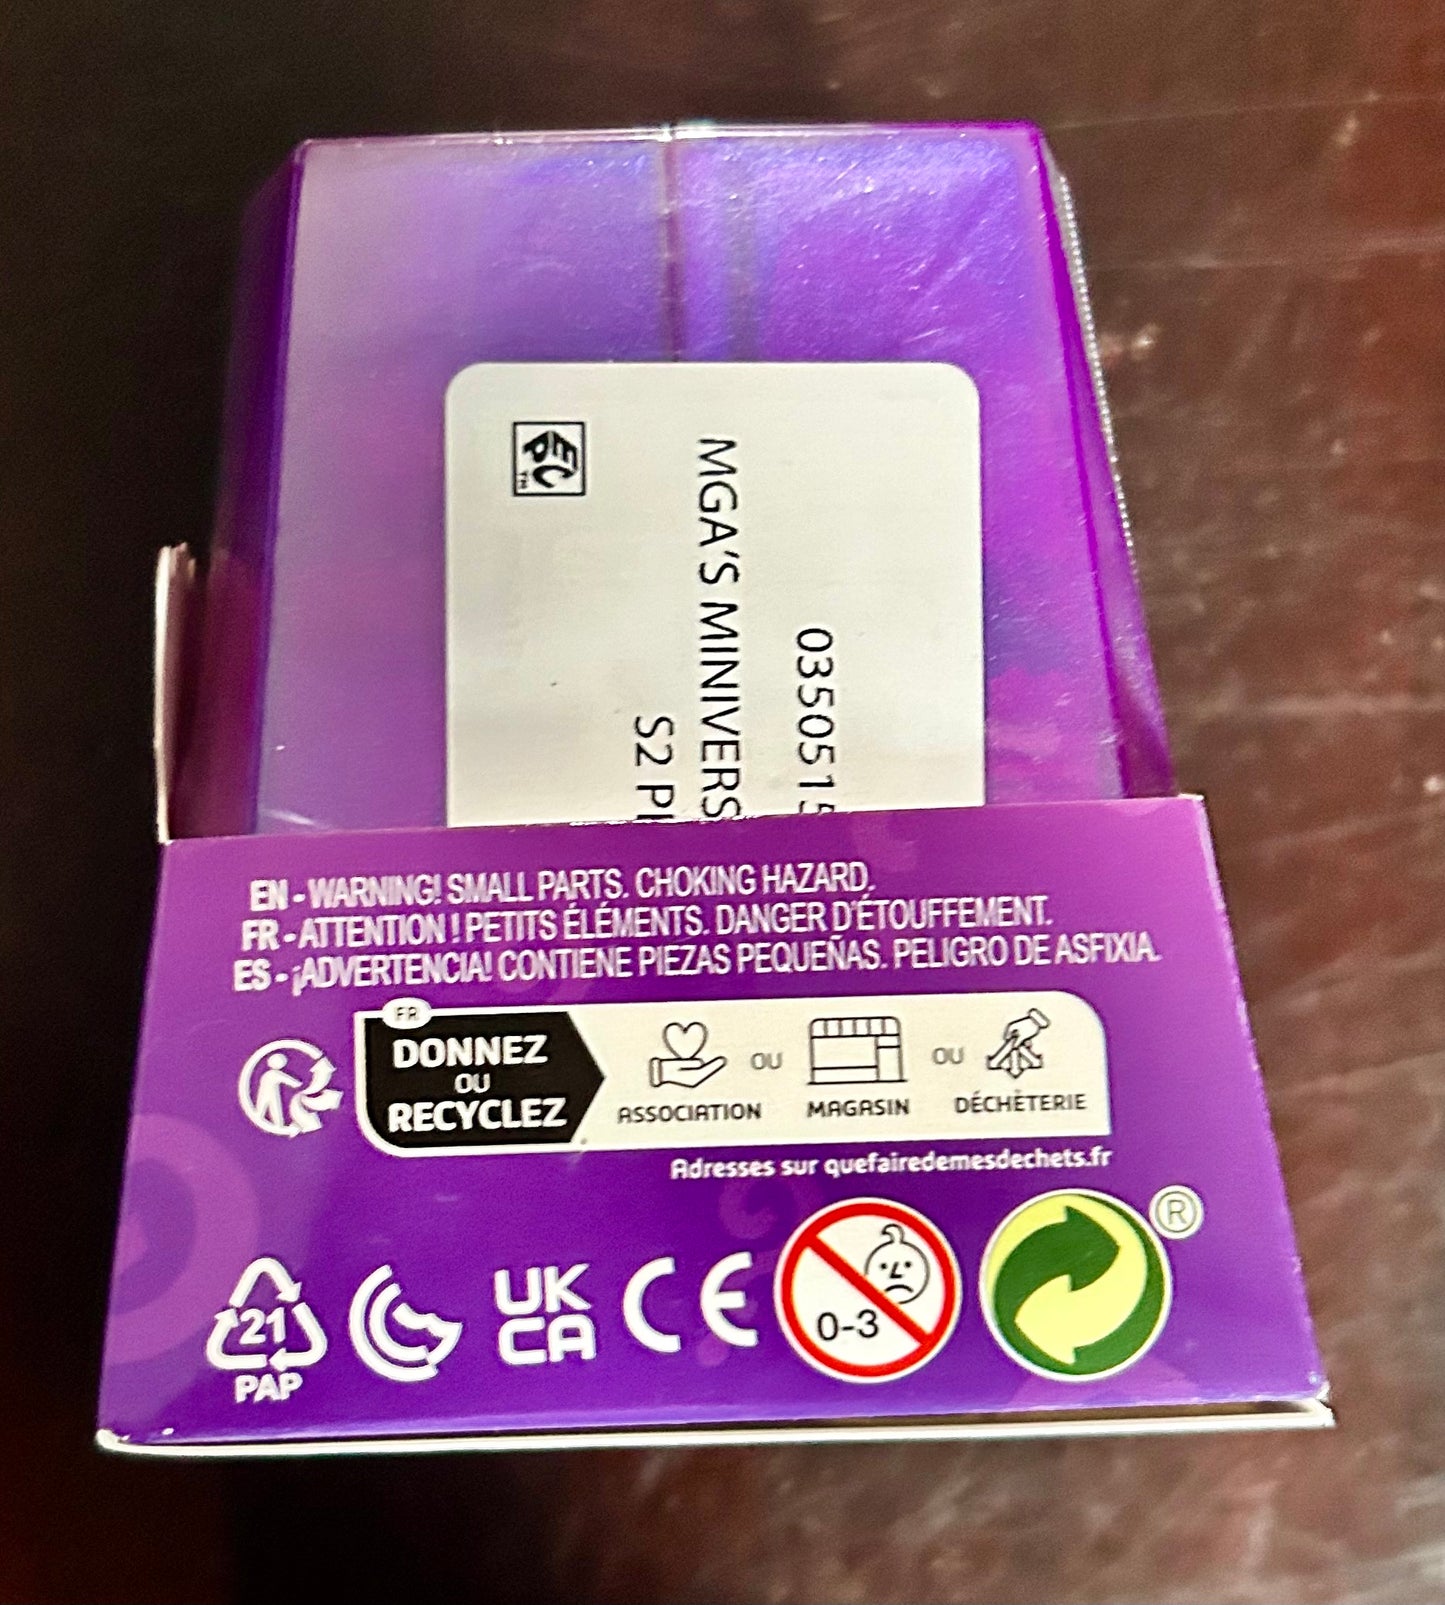 ECP™
MGA'S MINIVERS
035051
S2
EN - WARNING! SMALL PARTS. CHOKING HAZARD.
FR - ATTENTION ! PETITS ÉLÉMENTS. DANGER D'ÉTOUFFEMENT.
ES - ¡ADVERTENCIA! CONTIENE PIEZAS PEQUEÑAS. PELIGRO DE ASFIXIA.
FR
DONNEZ
OU
RECYCLEZ
ASSOCIATION OU MAGASIN OU DÉCHÈTERIE
Adresses sur quefairedemesdechets.fr
21
PAP
UK
CA
CE
0-3
®